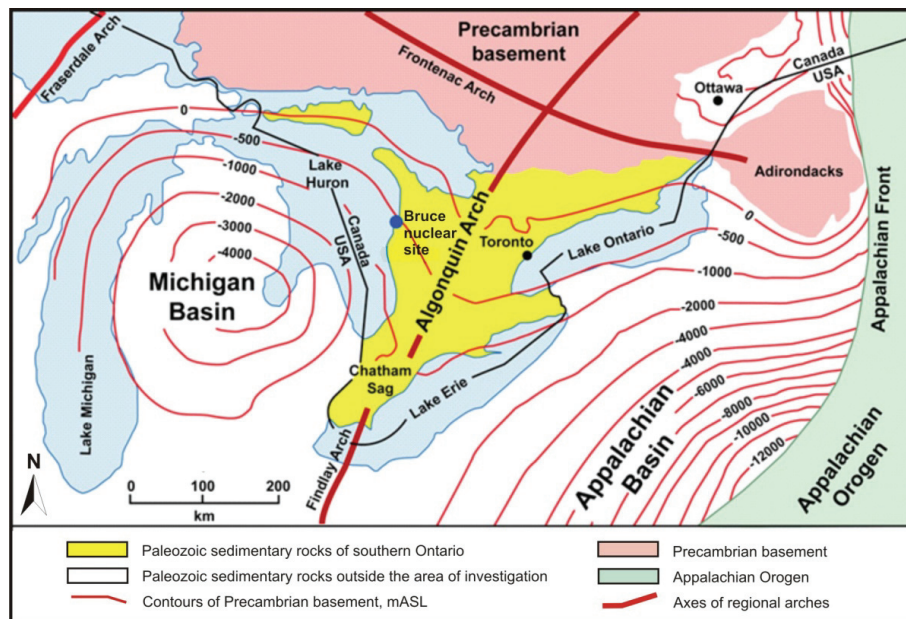 Precambrian
basement
Fraserdale Arch
Frontenac Arch
Canada
USA
Ottawa
Adirondacks
0
-500
-1000
-2000
-3000
-4000
Lake
Huron
Canada
USA
Bruce
nuclear
site
Algonquin Arch
Toronto
Lake Ontario
0
-500
-1000
-2000
-4000
-4000
-6000
-8000
-10000
-12000
Michigan
Basin
Lake Michigan
Chatham
Sag
Lake Erie
Findlay Arch
Appalachian
Basin
Appalachian Front
Appalachian
Orogen
N
0 100 200
km
Paleozoic sedimentary rocks of southern Ontario
Paleozoic sedimentary rocks outside the area of investigation
Contours of Precambrian basement, mASL
Precambrian basement
Appalachian Orogen
Axes of regional arches